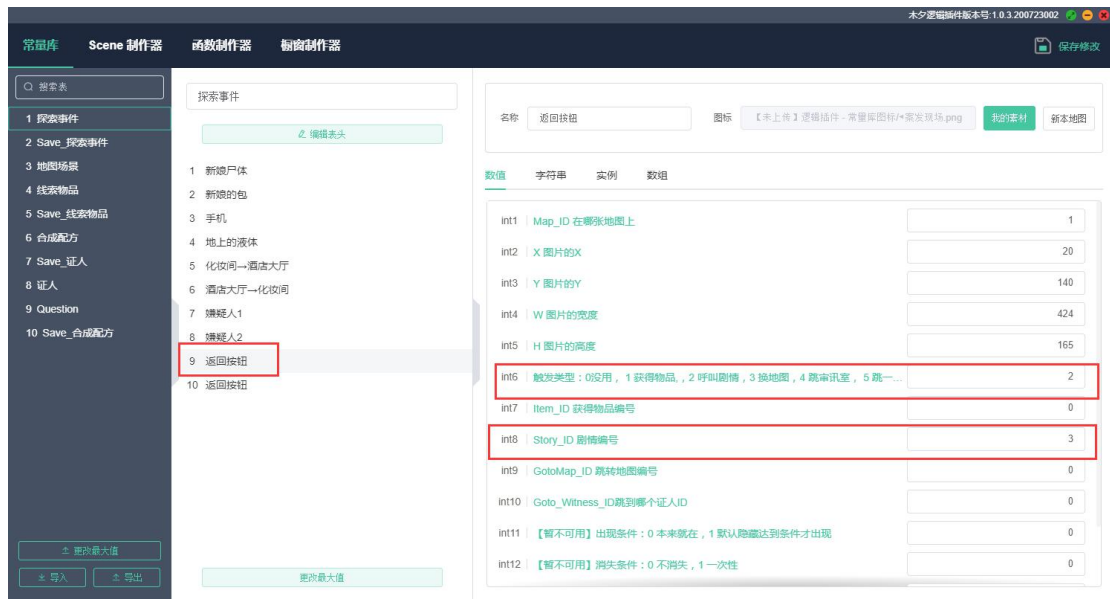 木夕逻辑插件版本号:1.0.3.200723002
常量库 Scene 制作器 函数制作器 橱窗制作器 保存修改
搜索表
1 探索事件
2 Save_探索事件
3 地图场景
4 线索物品
5 Save_线索物品
6 合成配方
7 Save_证人
8 证人
9 Question
10 Save_合成配方
更改最大值
导入 导出
探索事件
编辑表头
1 新娘尸体
2 新娘的包
3 手机
4 地上的液体
5 化妆间→酒店大厅
6 酒店大厅→化妆间
7 嫌疑人1
8 嫌疑人2
9 返回按钮
10 返回按钮
更改最大值
名称 返回按钮 图标 【未上传】逻辑插件 - 常量库图标/*案发现场.png 我的素材 新本地图
数值 字符串 实例 数组
int1 Map_ID 在哪张地图上 1
int2 X 图片的X 20
int3 Y 图片的Y 140
int4 W 图片的宽度 424
int5 H 图片的高度 165
int6 触发类型：0没用，1 获得物品,，2 呼叫剧情，3 换地图，4 跳审讯室， 5 跳一... 2
int7 Item_ID 获得物品编号 0
int8 Story_ID 剧情编号 3
int9 GotoMap_ID 跳转地图编号 0
int10 Goto_Witness_ID跳到哪个证人ID 0
int11 【暂不可用】出现条件：0 本来就在，1 默认隐藏达到条件才出现 0
int12 【暂不可用】消失条件：0 不消失，1 一次性 0